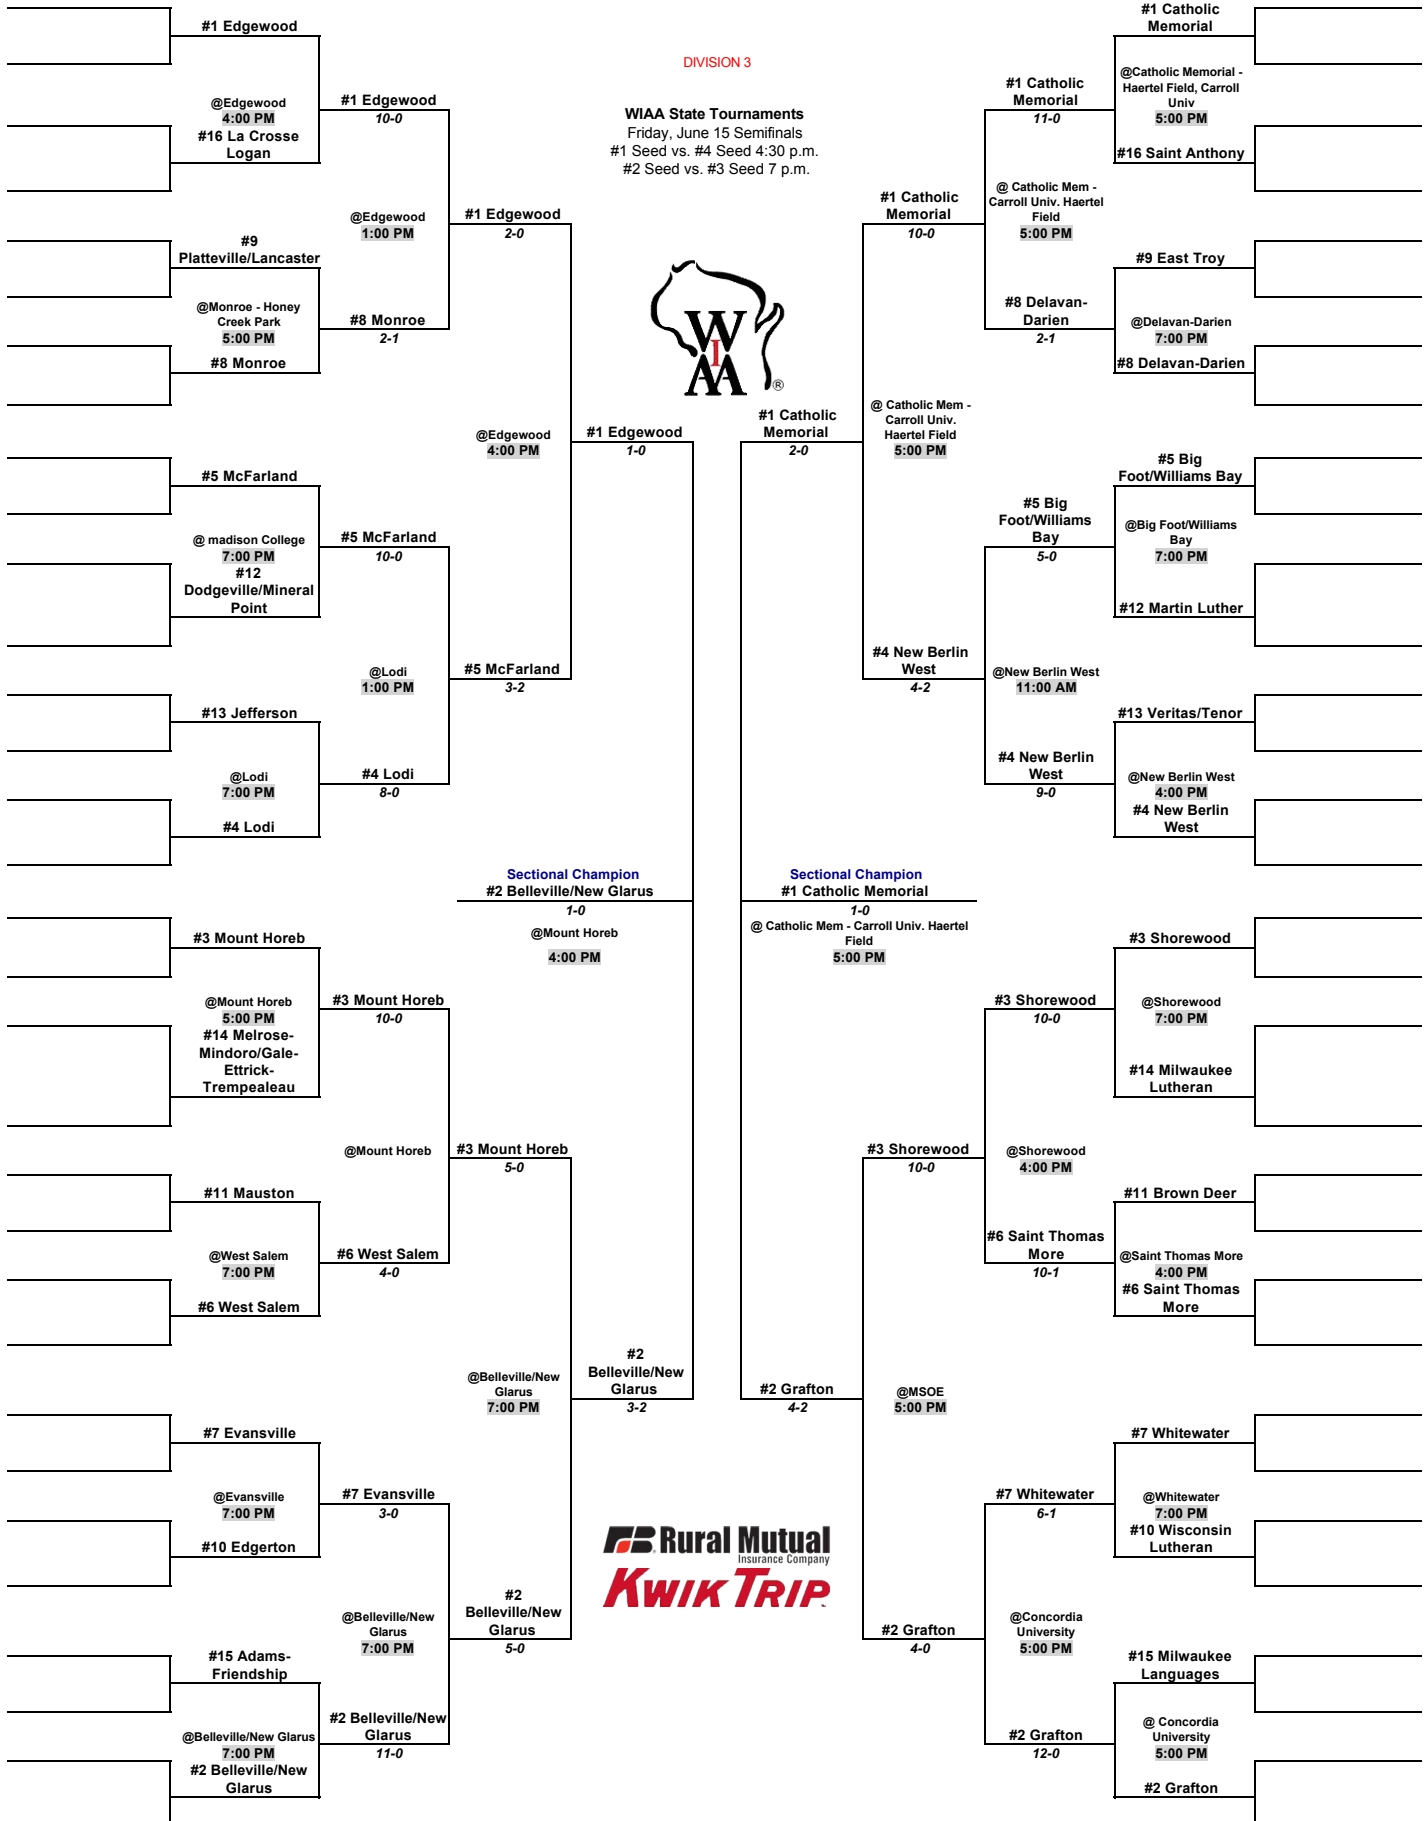 DIVISION 3
WIAA State Tournaments
Friday, June 15 Semifinals
#1 Seed vs. #4 Seed 4:30 p.m.
#2 Seed vs. #3 Seed 7 p.m.
WIAA
®
#1 Edgewood
@Edgewood
4:00 PM
#16 La Crosse
Logan
#9
Platteville/Lancaster
@Monroe - Honey
Creek Park
5:00 PM
#8 Monroe
#5 McFarland
@ madison College
7:00 PM
#12
Dodgeville/Mineral
Point
#13 Jefferson
@Lodi
7:00 PM
#4 Lodi
#3 Mount Horeb
@Mount Horeb
5:00 PM
#14 Melrose-
Mindoro/Gale-
Ettrick-
Trempealeau
#11 Mauston
@West Salem
7:00 PM
#6 West Salem
#7 Evansville
@Evansville
7:00 PM
#10 Edgerton
#15 Adams-
Friendship
@Belleville/New Glarus
7:00 PM
#2 Belleville/New
Glarus
#1 Edgewood
10-0
@Edgewood
1:00 PM
#8 Monroe
2-1
#5 McFarland
10-0
@Lodi
1:00 PM
#4 Lodi
8-0
#3 Mount Horeb
10-0
@Mount Horeb
#6 West Salem
4-0
#7 Evansville
3-0
@Belleville/New
Glarus
7:00 PM
#2 Belleville/New
Glarus
11-0
#1 Edgewood
2-0
@Edgewood
4:00 PM
#5 McFarland
3-2
#3 Mount Horeb
5-0
@Belleville/New
Glarus
7:00 PM
#2
Belleville/New
Glarus
5-0
#1 Edgewood
1-0
#2
Belleville/New
Glarus
3-2
Sectional Champion
#2 Belleville/New Glarus
1-0
@Mount Horeb
4:00 PM
Sectional Champion
#1 Catholic Memorial
1-0
@ Catholic Mem - Carroll Univ. Haertel
Field
5:00 PM
#1 Catholic
Memorial
2-0
#2 Grafton
4-2
#1 Catholic
Memorial
10-0
@ Catholic Mem -
Carroll Univ.
Haertel Field
5:00 PM
#4 New Berlin
West
4-2
#3 Shorewood
10-0
@MSOE
5:00 PM
#2 Grafton
4-0
#1 Catholic
Memorial
11-0
@ Catholic Mem -
Carroll Univ. Haertel
Field
5:00 PM
#8 Delavan-
Darien
2-1
#5 Big
Foot/Williams
Bay
5-0
@New Berlin West
11:00 AM
#4 New Berlin
West
9-0
#3 Shorewood
10-0
@Shorewood
4:00 PM
#6 Saint Thomas
More
10-1
#7 Whitewater
6-1
@Concordia
University
5:00 PM
#2 Grafton
12-0
#1 Catholic
Memorial
@Catholic Memorial -
Haertel Field, Carroll
Univ
5:00 PM
#16 Saint Anthony
#9 East Troy
@Delavan-Darien
7:00 PM
#8 Delavan-Darien
#5 Big
Foot/Williams Bay
@Big Foot/Williams
Bay
7:00 PM
#12 Martin Luther
#13 Veritas/Tenor
@New Berlin West
4:00 PM
#4 New Berlin
West
#3 Shorewood
@Shorewood
7:00 PM
#14 Milwaukee
Lutheran
#11 Brown Deer
@Saint Thomas More
4:00 PM
#6 Saint Thomas
More
#7 Whitewater
@Whitewater
7:00 PM
#10 Wisconsin
Lutheran
#15 Milwaukee
Languages
@ Concordia
University
5:00 PM
#2 Grafton
FB Rural Mutual
Insurance Company
KWIK TRIP